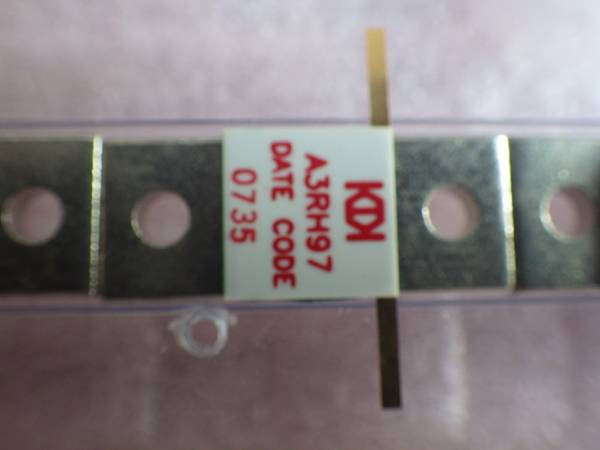 KDI
A3RH97
DATE CODE
0735